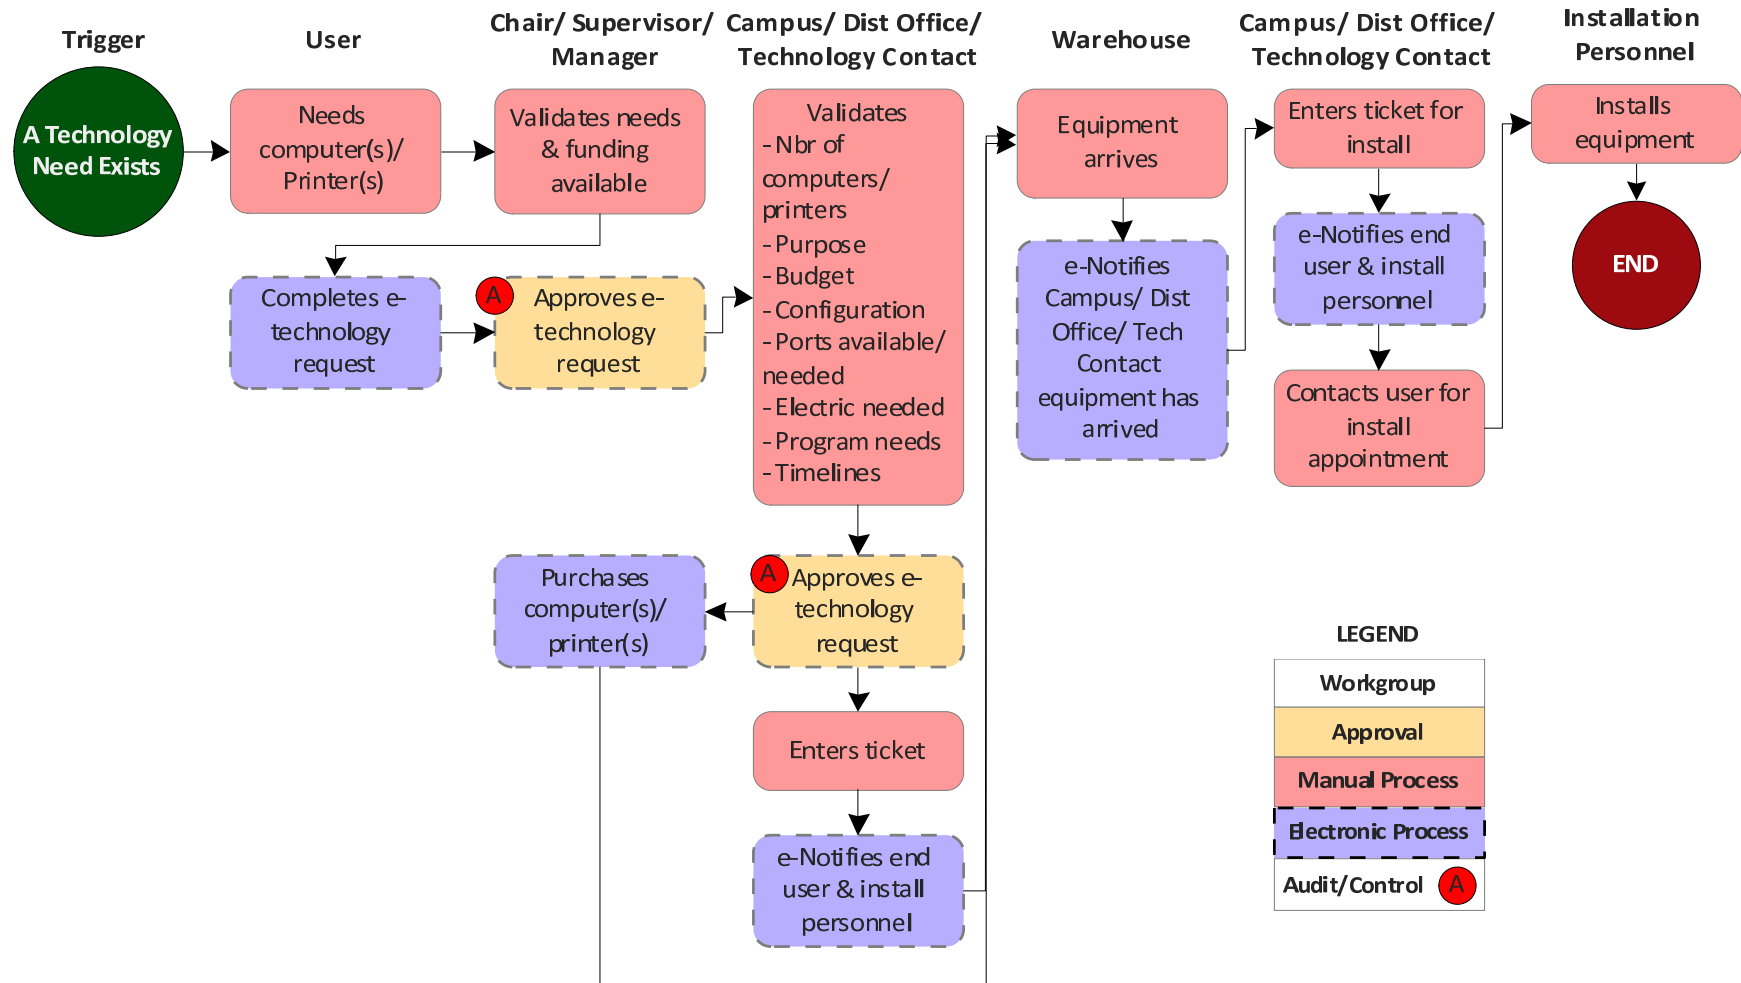 Trigger
A Technology
Need Exists
User
Needs
computer(s)/
Printer(s)
Completes e-
technology
request
Chair/ Supervisor/
Manager
Validates needs
& funding
available
A
Approves e-
technology
request
Purchases
computer(s)/
printer(s)
Campus/ Dist Office/
Technology Contact
Validates
- Nbr of
computers/
printers
- Purpose
- Budget
- Configuration
- Ports available/
needed
- Electric needed
- Program needs
- Timelines
A
Approves e-
technology
request
Enters ticket
e-Notifies end
user & install
personnel
Warehouse
Equipment
arrives
e-Notifies
Campus/ Dist
Office/ Tech
Contact
equipment has
arrived
Campus/ Dist Office/
Technology Contact
Enters ticket for
install
e-Notifies end
user & install
personnel
Contacts user for
install
appointment
Installation
Personnel
Installs
equipment
END
LEGEND
Workgroup
Approval
Manual Process
Electronic Process
Audit/Control A